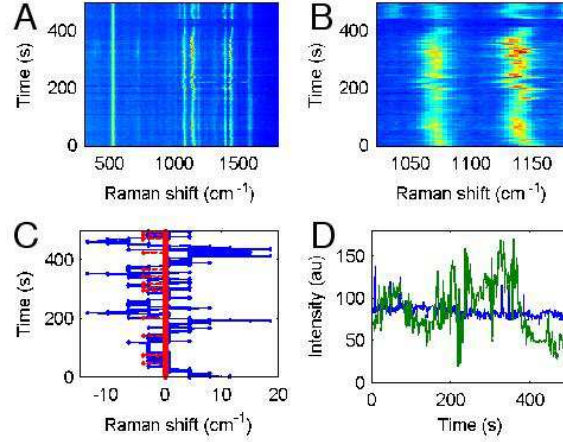 A
B
Time (s)
400
200
0
500
1000
1500
Raman shift (cm⁻¹)
Time (s)
400
200
0
1050
1100
1150
Raman shift (cm⁻¹)
C
D
Time (s)
400
200
0
-10
0
10
20
Raman shift (cm⁻¹)
Intensity (au)
150
100
50
0
0
200
400
Time (s)